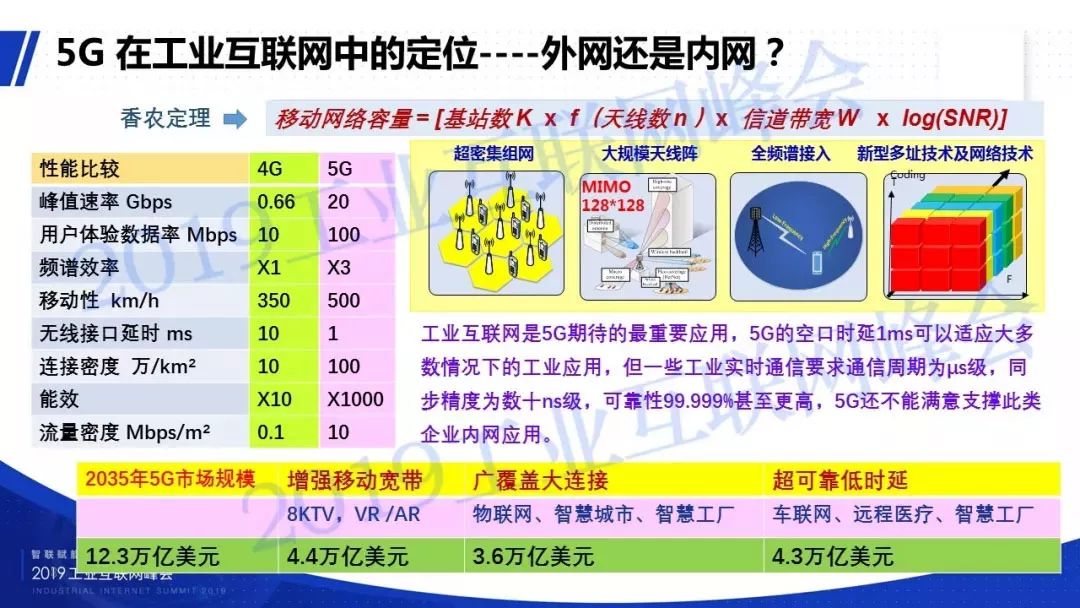 5G 在工业互联网中的定位----外网还是内网？
香农定理
移动网络容量 = [基站数 K x f（天线数 n）x 信道带宽 W x log(SNR)]
性能比较 4G 5G
峰值速率 Gbps 0.66 20
用户体验数据率 Mbps 10 100
频谱效率 X1 X3
移动性 km/h 350 500
无线接口延时 ms 10 1
连接密度 万/km² 10 100
能效 X10 X1000
流量密度 Mbps/m² 0.1 10
超密集组网 大规模天线阵 全频谱接入 新型多址技术及网络技术
MIMO
128*128
Low Frequency
High Frequency
Coding
F
工业互联网是5G期待的最重要应用，5G的空口时延1ms可以适应大多
数情况下的工业应用，但一些工业实时通信要求通信周期为μs级，同
步精度为数十ns级，可靠性99.999%甚至更高，5G还不能满意支撑此类
企业内网应用。
2035年5G市场规模 增强移动宽带 广覆盖大连接 超可靠低时延
8KTV，VR /AR 物联网、智慧城市、智慧工厂 车联网、远程医疗、智慧工厂
12.3万亿美元 4.4万亿美元 3.6万亿美元 4.3万亿美元
智联赋能
2019 工业互联网峰会
INDUSTRIAL INTERNET SUMMIT 2019
2019工业互联网峰会
2019工业互联网峰会